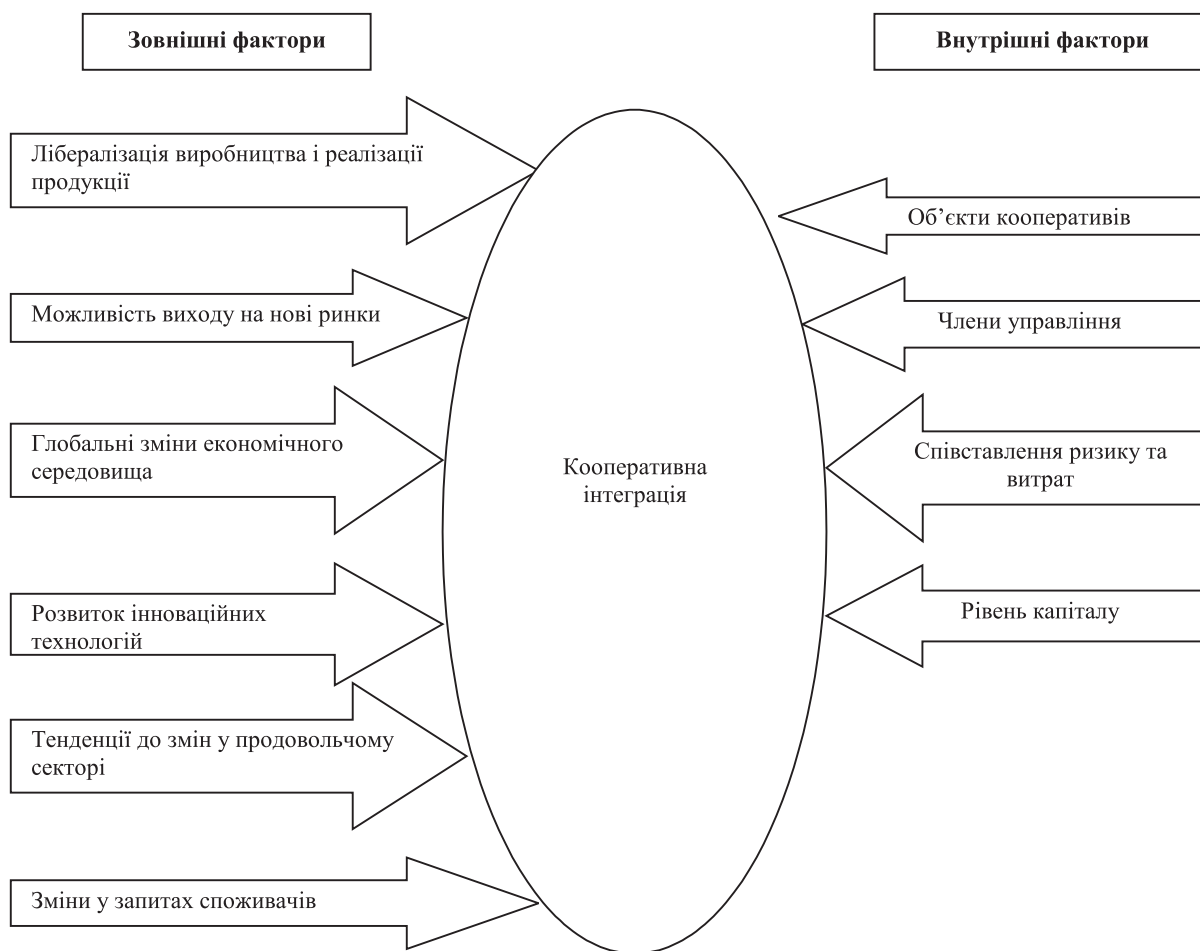 Зовнішні фактори
Внутрішні фактори
Лібералізація виробництва і реалізації
продукції
Можливість виходу на нові ринки
Глобальні зміни економічного
середовища
Розвиток інноваційних
технологій
Тенденції до змін у продовольчому
секторі
Зміни у запитах споживачів
Кооперативна
інтеграція
Об’єкти кооперативів
Члени управління
Співставлення ризику та
витрат
Рівень капіталу